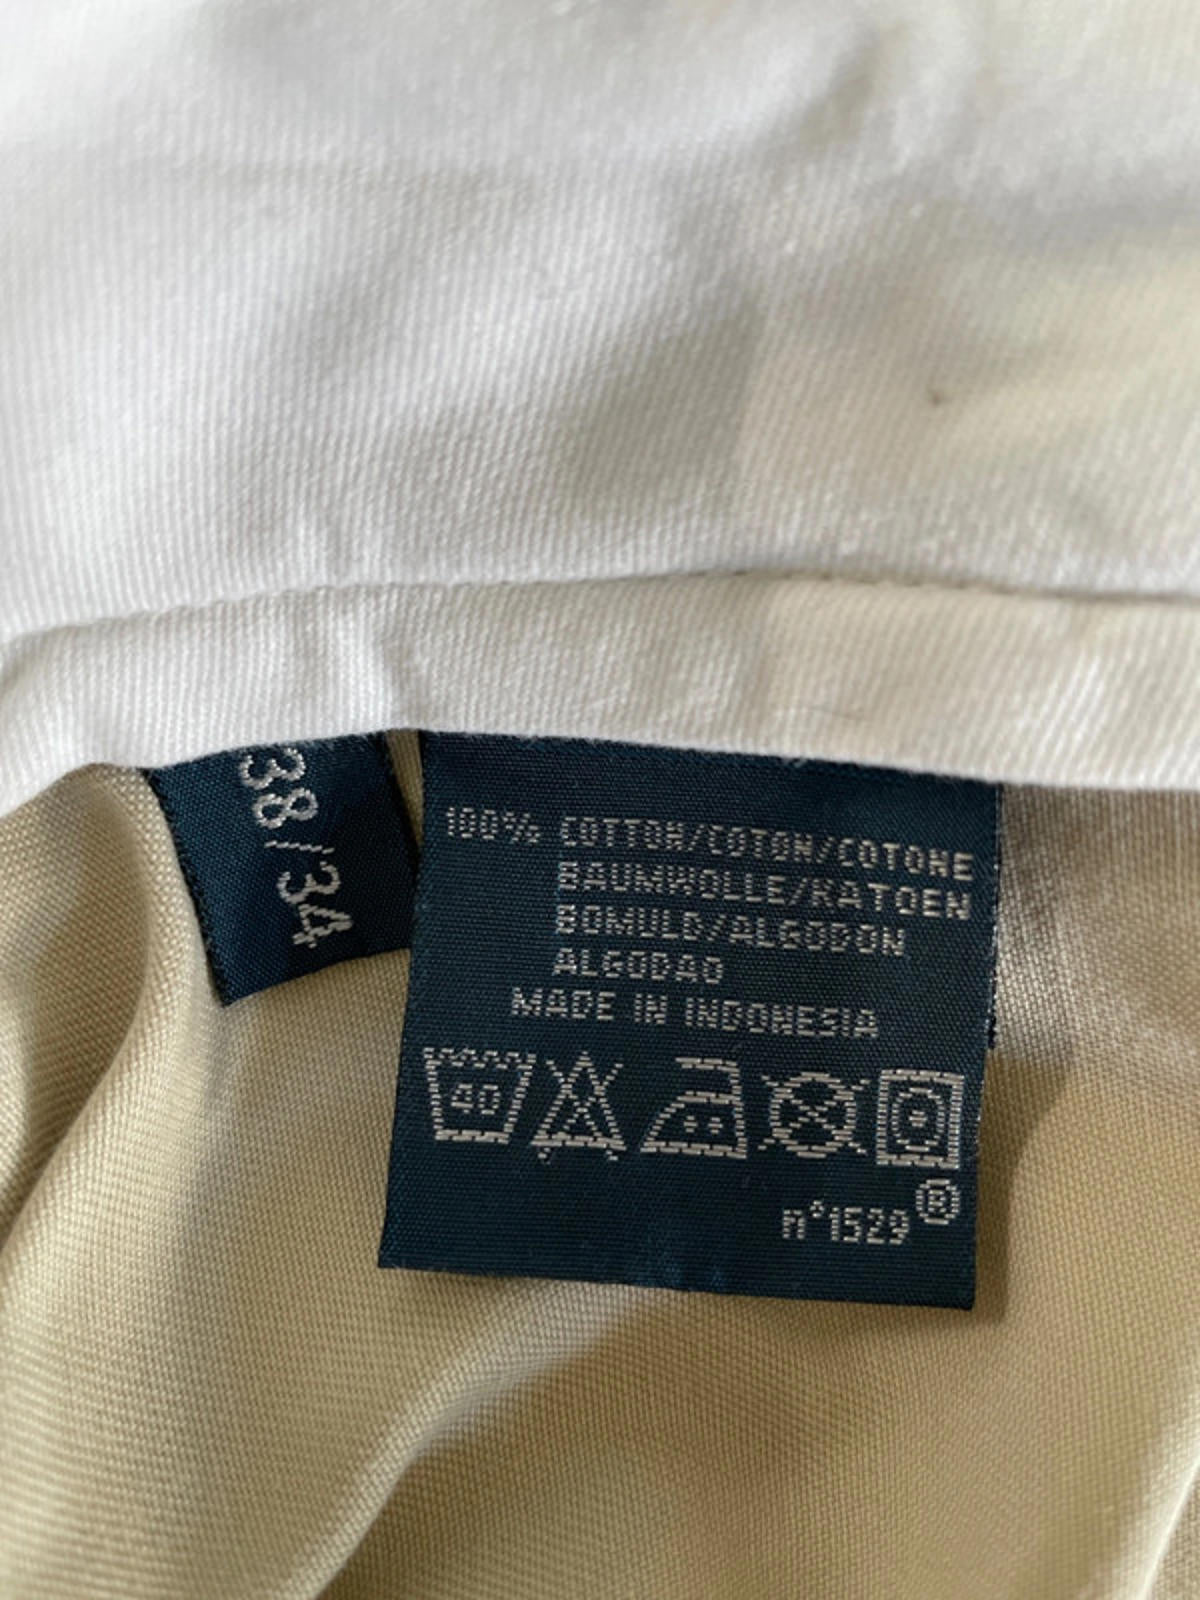 38/34
100% COTTON/COTON/COTONE
BAUMWOLLE/KATOEN
BOMULD/ALGODON
ALGODAO
MADE IN INDONESIA
40
n°1529®